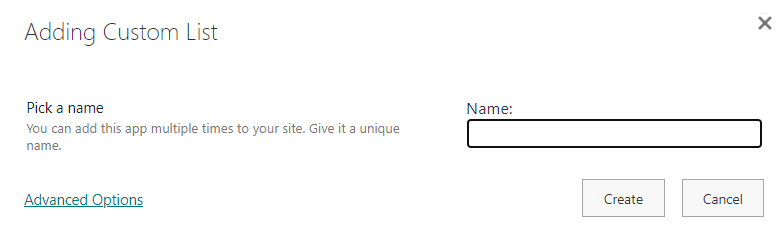 Adding Custom List
Pick a name
You can add this app multiple times to your site. Give it a unique
name.
Name:
Advanced Options
Create
Cancel